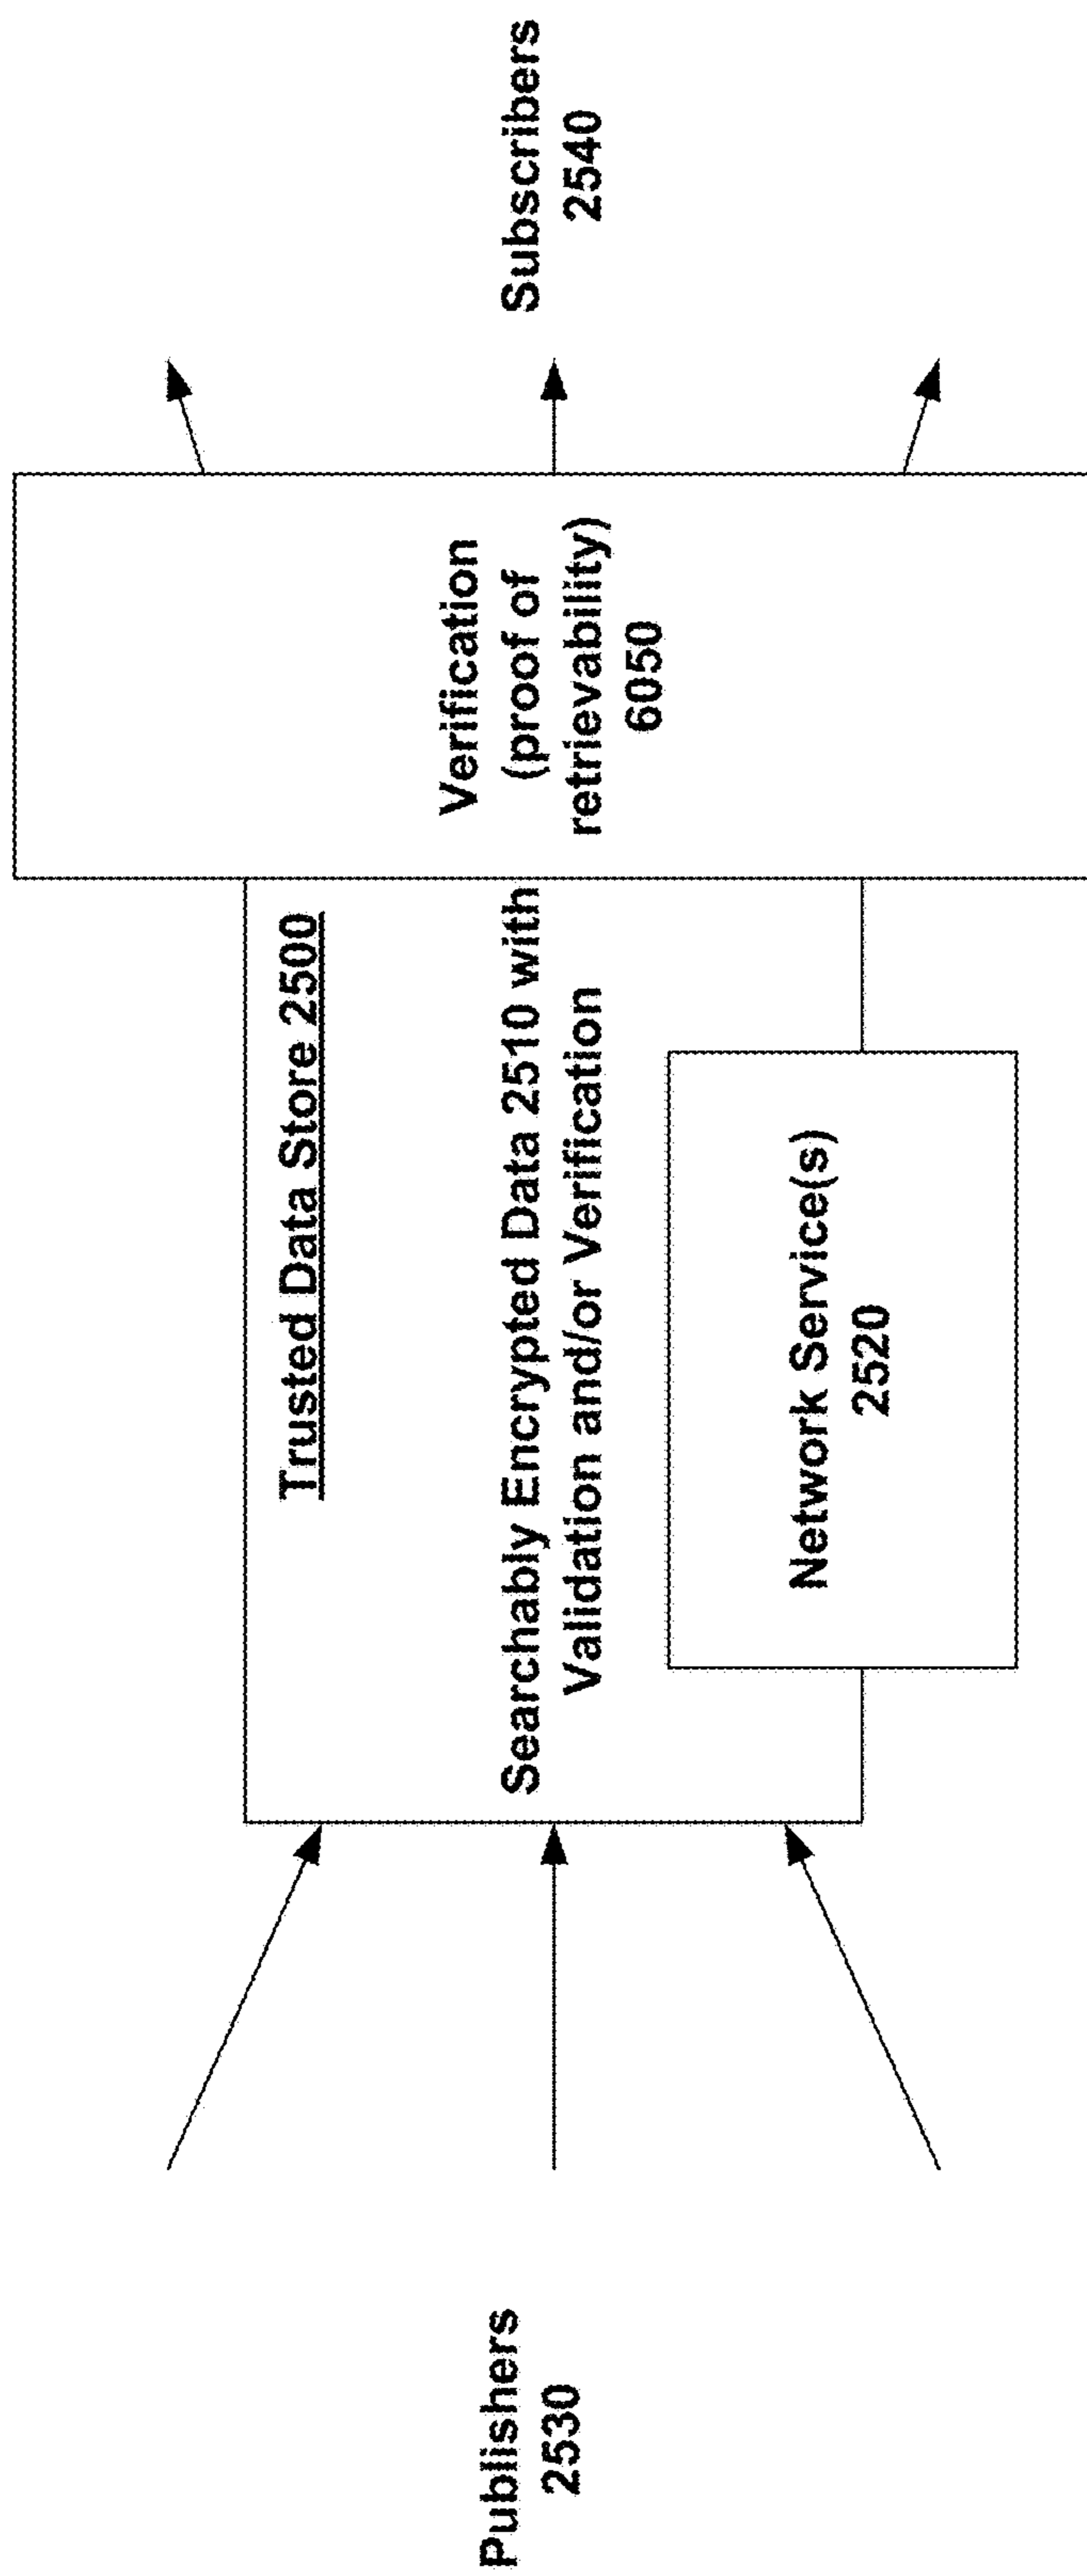 Publishers
2530
Trusted Data Store 2500
Searchably Encrypted Data 2510 with
Validation and/or Verification
Network Service(s)
2520
Verification
(proof of
retrievability)
6050
Subscribers
2540